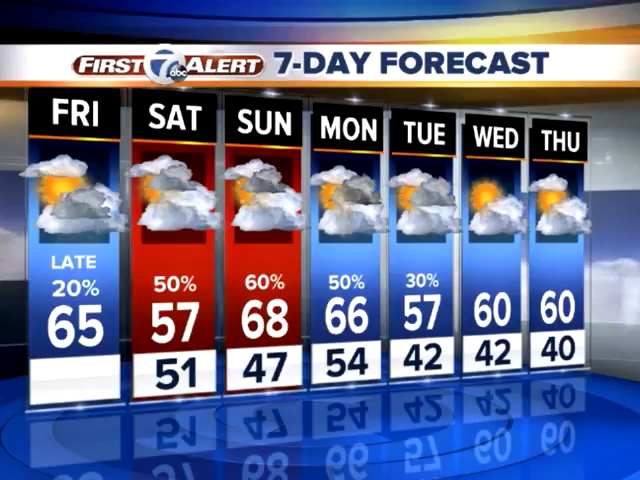 FIRST 7 abc ALERT 7-DAY FORECAST
FRI SAT SUN MON TUE WED THU
LATE
20% 50% 60% 50% 30%
65 57 68 66 57 60 60
51 47 54 42 42 40